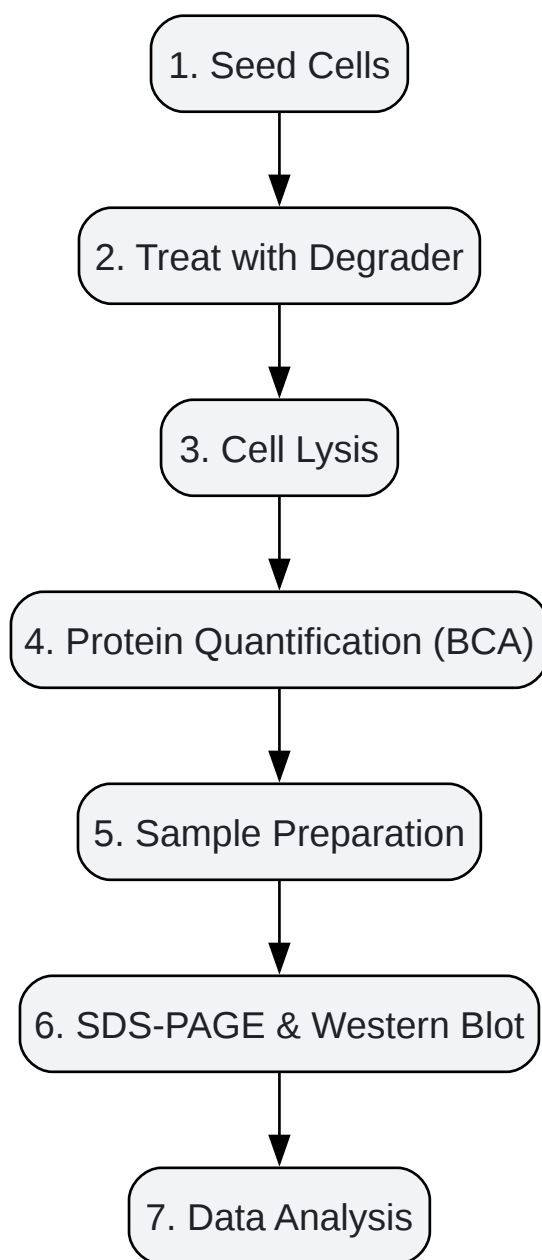 1. Seed Cells
2. Treat with Degrader
3. Cell Lysis
4. Protein Quantification (BCA)
5. Sample Preparation
6. SDS-PAGE & Western Blot
7. Data Analysis